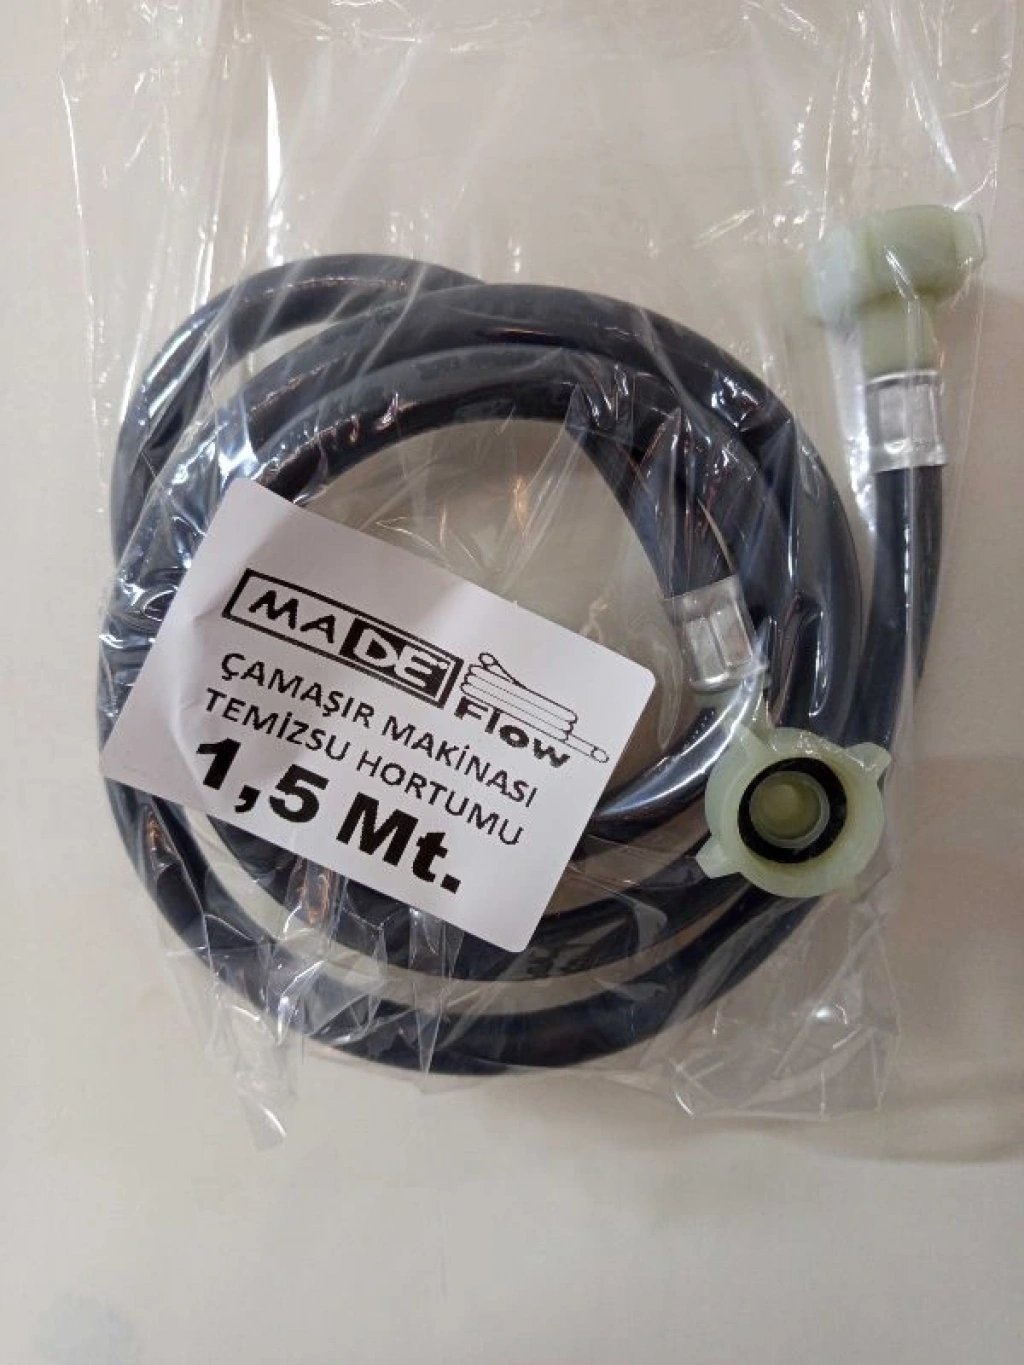 MADE
Flow
ÇAMAŞIR MAKİNASI
TEMİZSU HORTUMU
1,5 Mt.